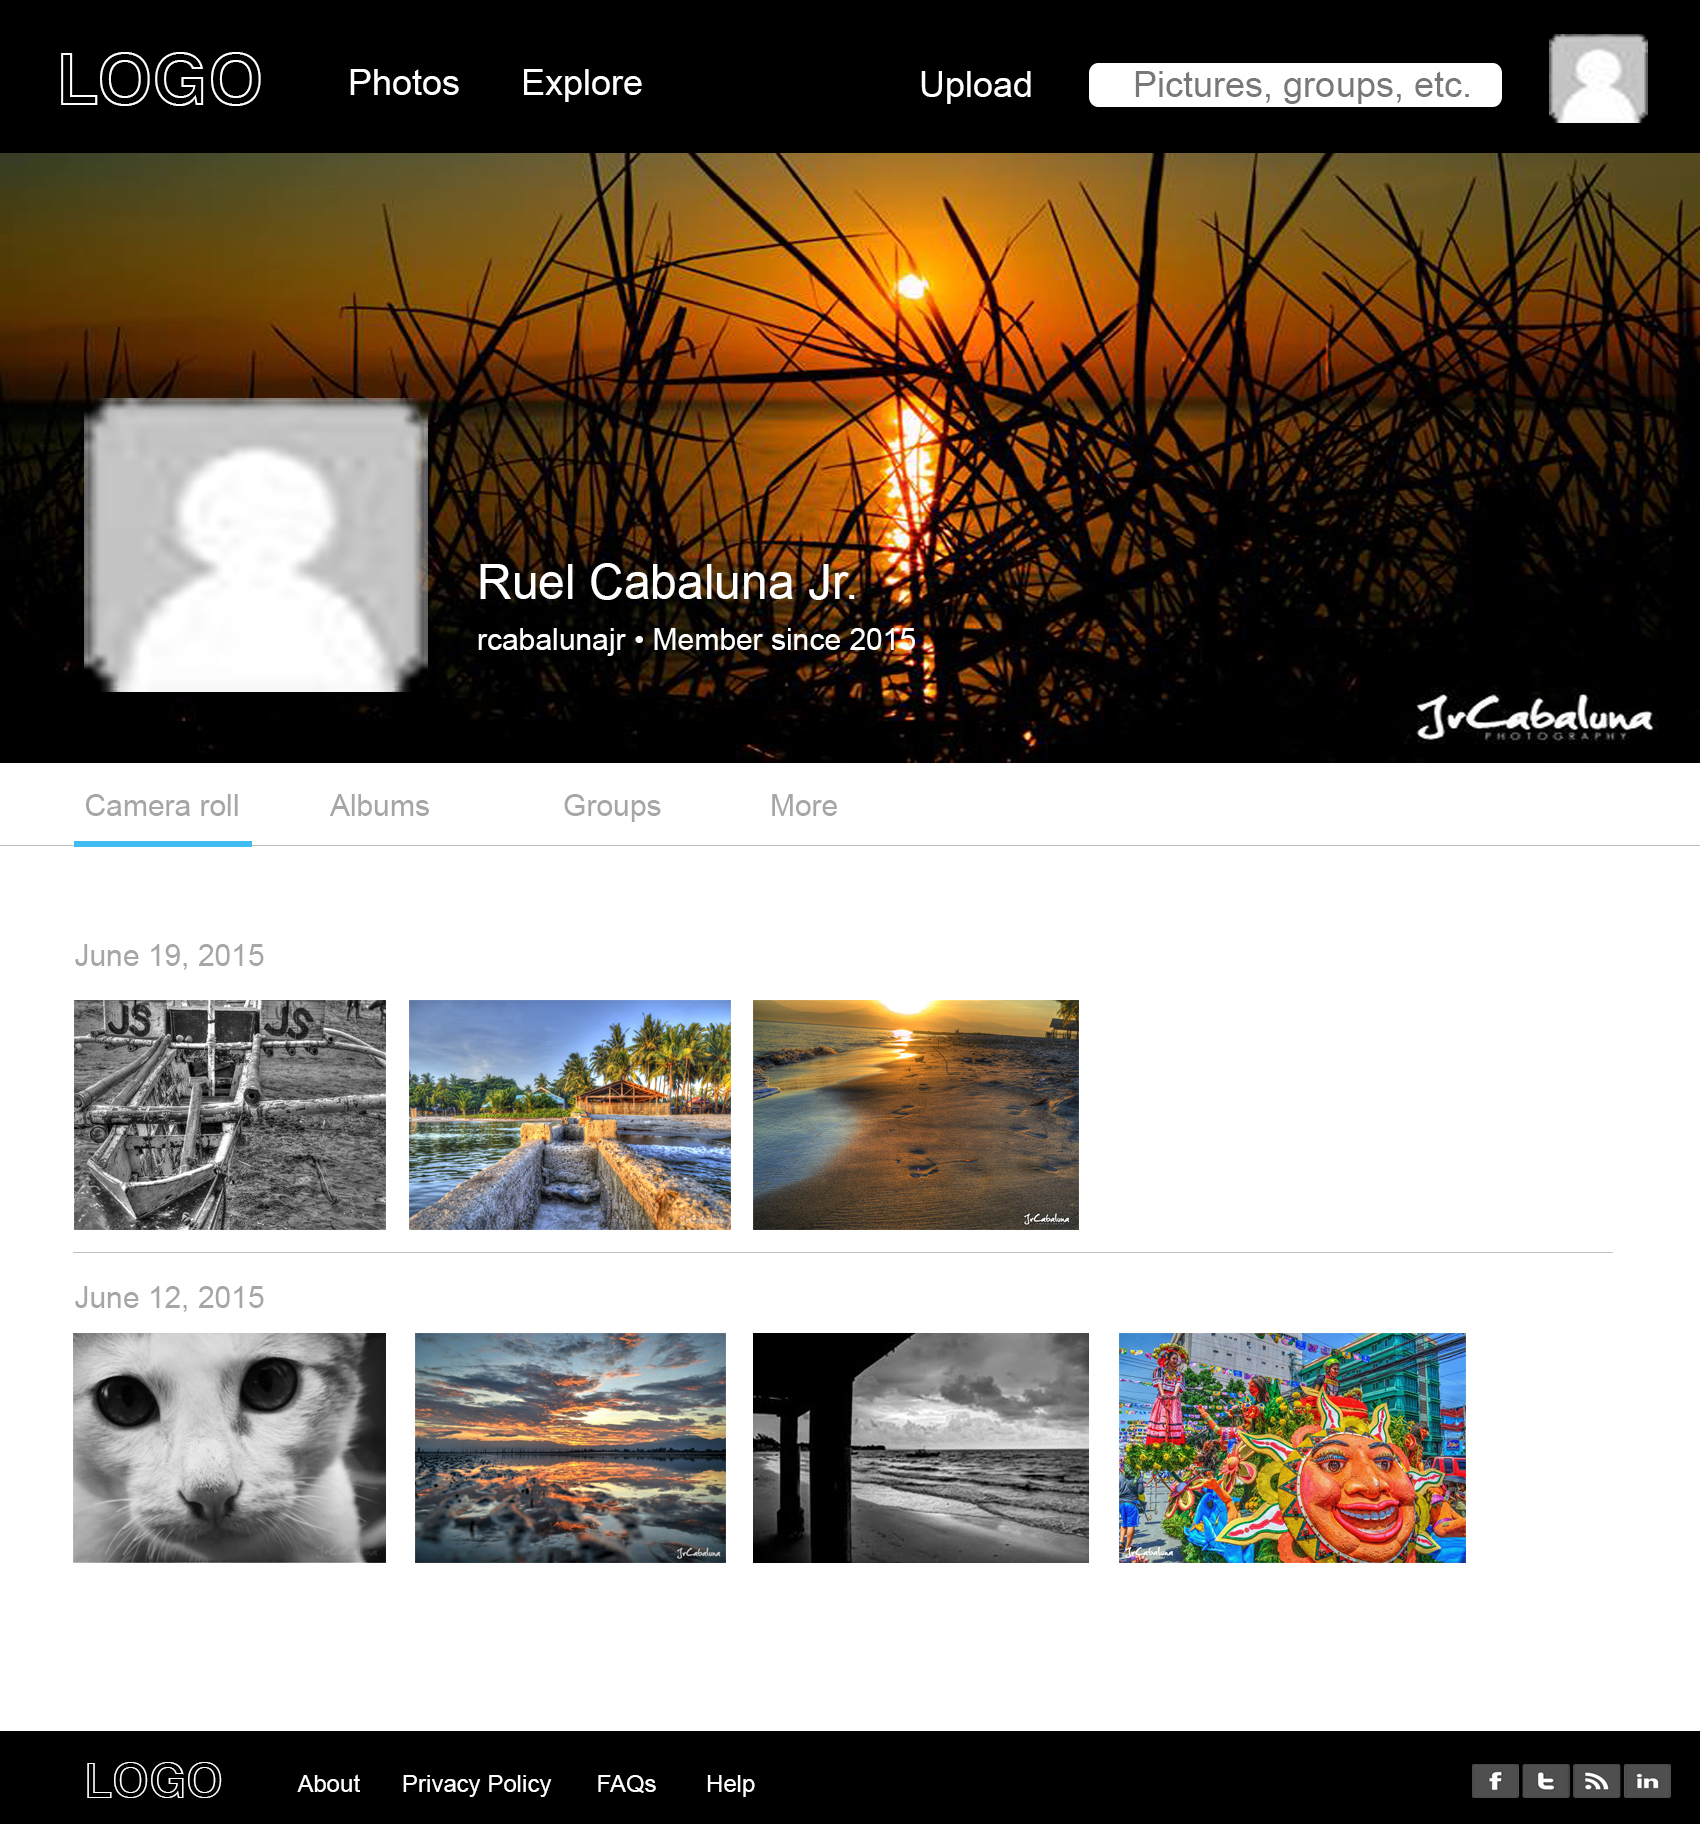 LOGO
Photos
Explore
Upload
Pictures, groups, etc.
Ruel Cabaluna Jr.
rcabalunajr • Member since 2015
JrCabaluna
PHOTOGRAPHY
Camera roll
Albums
Groups
More
June 19, 2015
JS
JS
JrCabaluna
June 12, 2015
JrCabaluna
JrCabaluna
LOGO
About
Privacy Policy
FAQs
Help
f
t
in